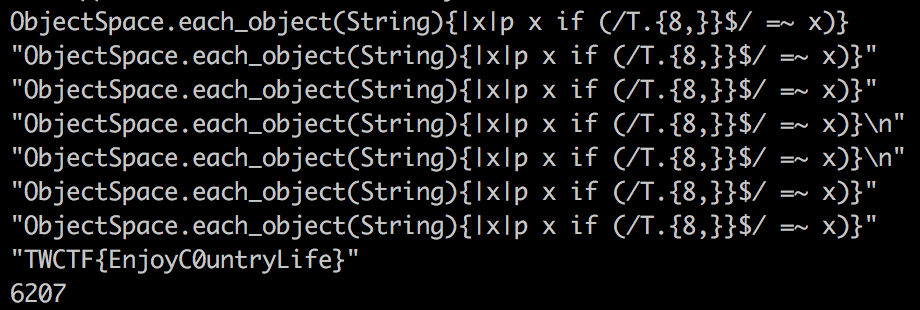 ObjectSpace.each_object(String){|x|p x if (/T.{8,}}$/ =~ x)}
"ObjectSpace.each_object(String){|x|p x if (/T.{8,}}$/ =~ x)}"
"ObjectSpace.each_object(String){|x|p x if (/T.{8,}}$/ =~ x)}"
"ObjectSpace.each_object(String){|x|p x if (/T.{8,}}$/ =~ x)}\n"
"ObjectSpace.each_object(String){|x|p x if (/T.{8,}}$/ =~ x)}\n"
"ObjectSpace.each_object(String){|x|p x if (/T.{8,}}$/ =~ x)}"
"ObjectSpace.each_object(String){|x|p x if (/T.{8,}}$/ =~ x)}"
"TWCTF{EnjoyC0untryLife}"
6207